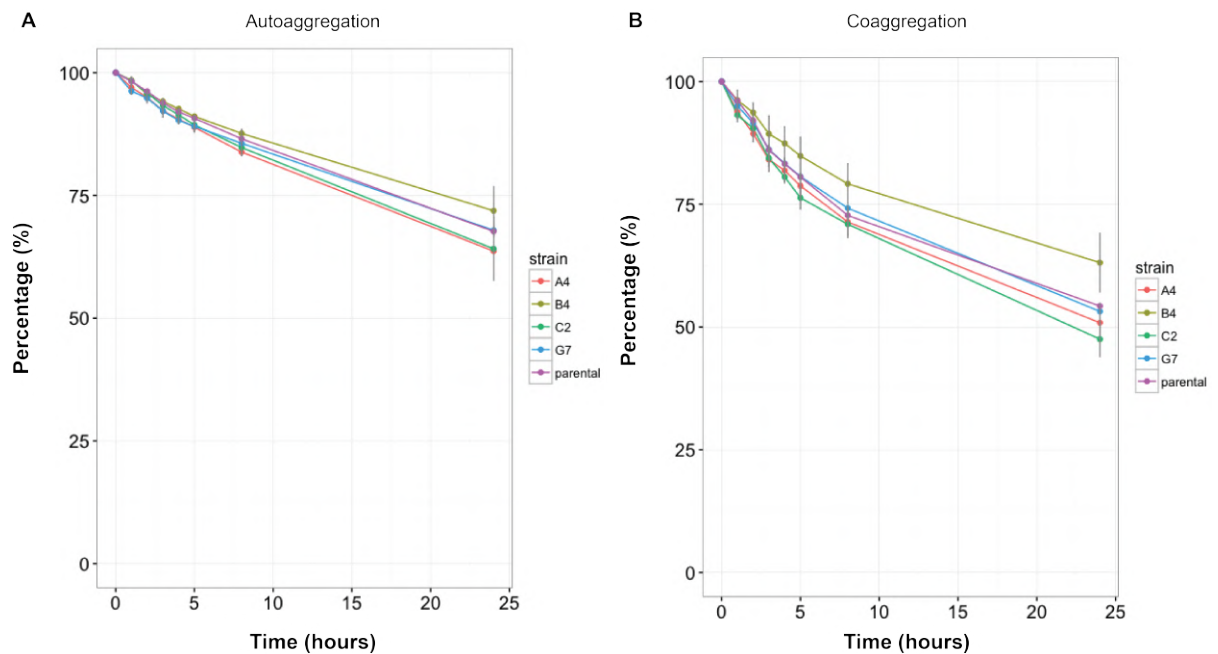 A
Autoaggregation
Percentage (%)
100
75
50
25
0
0 5 10 15 20 25
Time (hours)
strain
A4
B4
C2
G7
parental
B
Coaggregation
Percentage (%)
100
75
50
25
0
0 5 10 15 20 25
Time (hours)
strain
A4
B4
C2
G7
parental